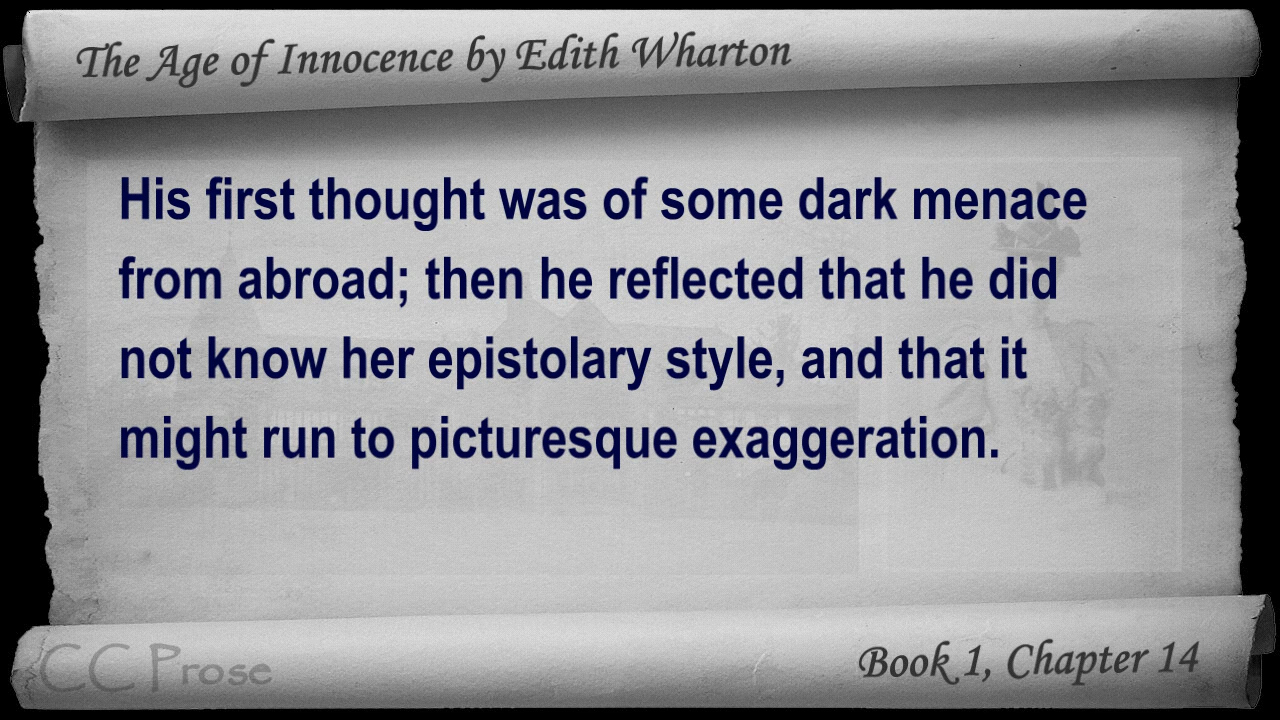 The Age of Innocence by Edith Wharton
His first thought was of some dark menace
from abroad; then he reflected that he did
not know her epistolary style, and that it
might run to picturesque exaggeration.
CC Prose
Book 1, Chapter 14